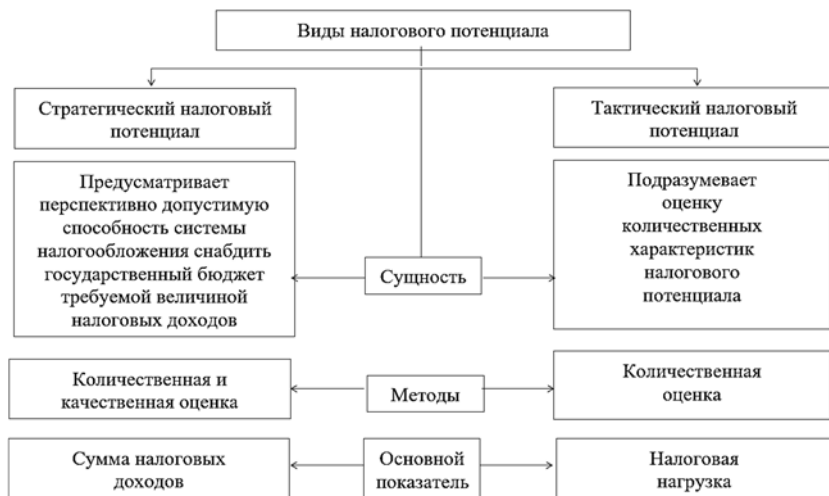 Виды налогового потенциала
Стратегический налоговый
потенциал
Тактический налоговый
потенциал
Предусматривает
перспективно допустимую
способность системы
налогообложения снабдить
государственный бюджет
требуемой величиной
налоговых доходов
Сущность
Подразумевает
оценку
количественных
характеристик
налогового
потенциала
Количественная и
качественная оценка
Методы
Количественная
оценка
Сумма налоговых
доходов
Основной
показатель
Налоговая
нагрузка